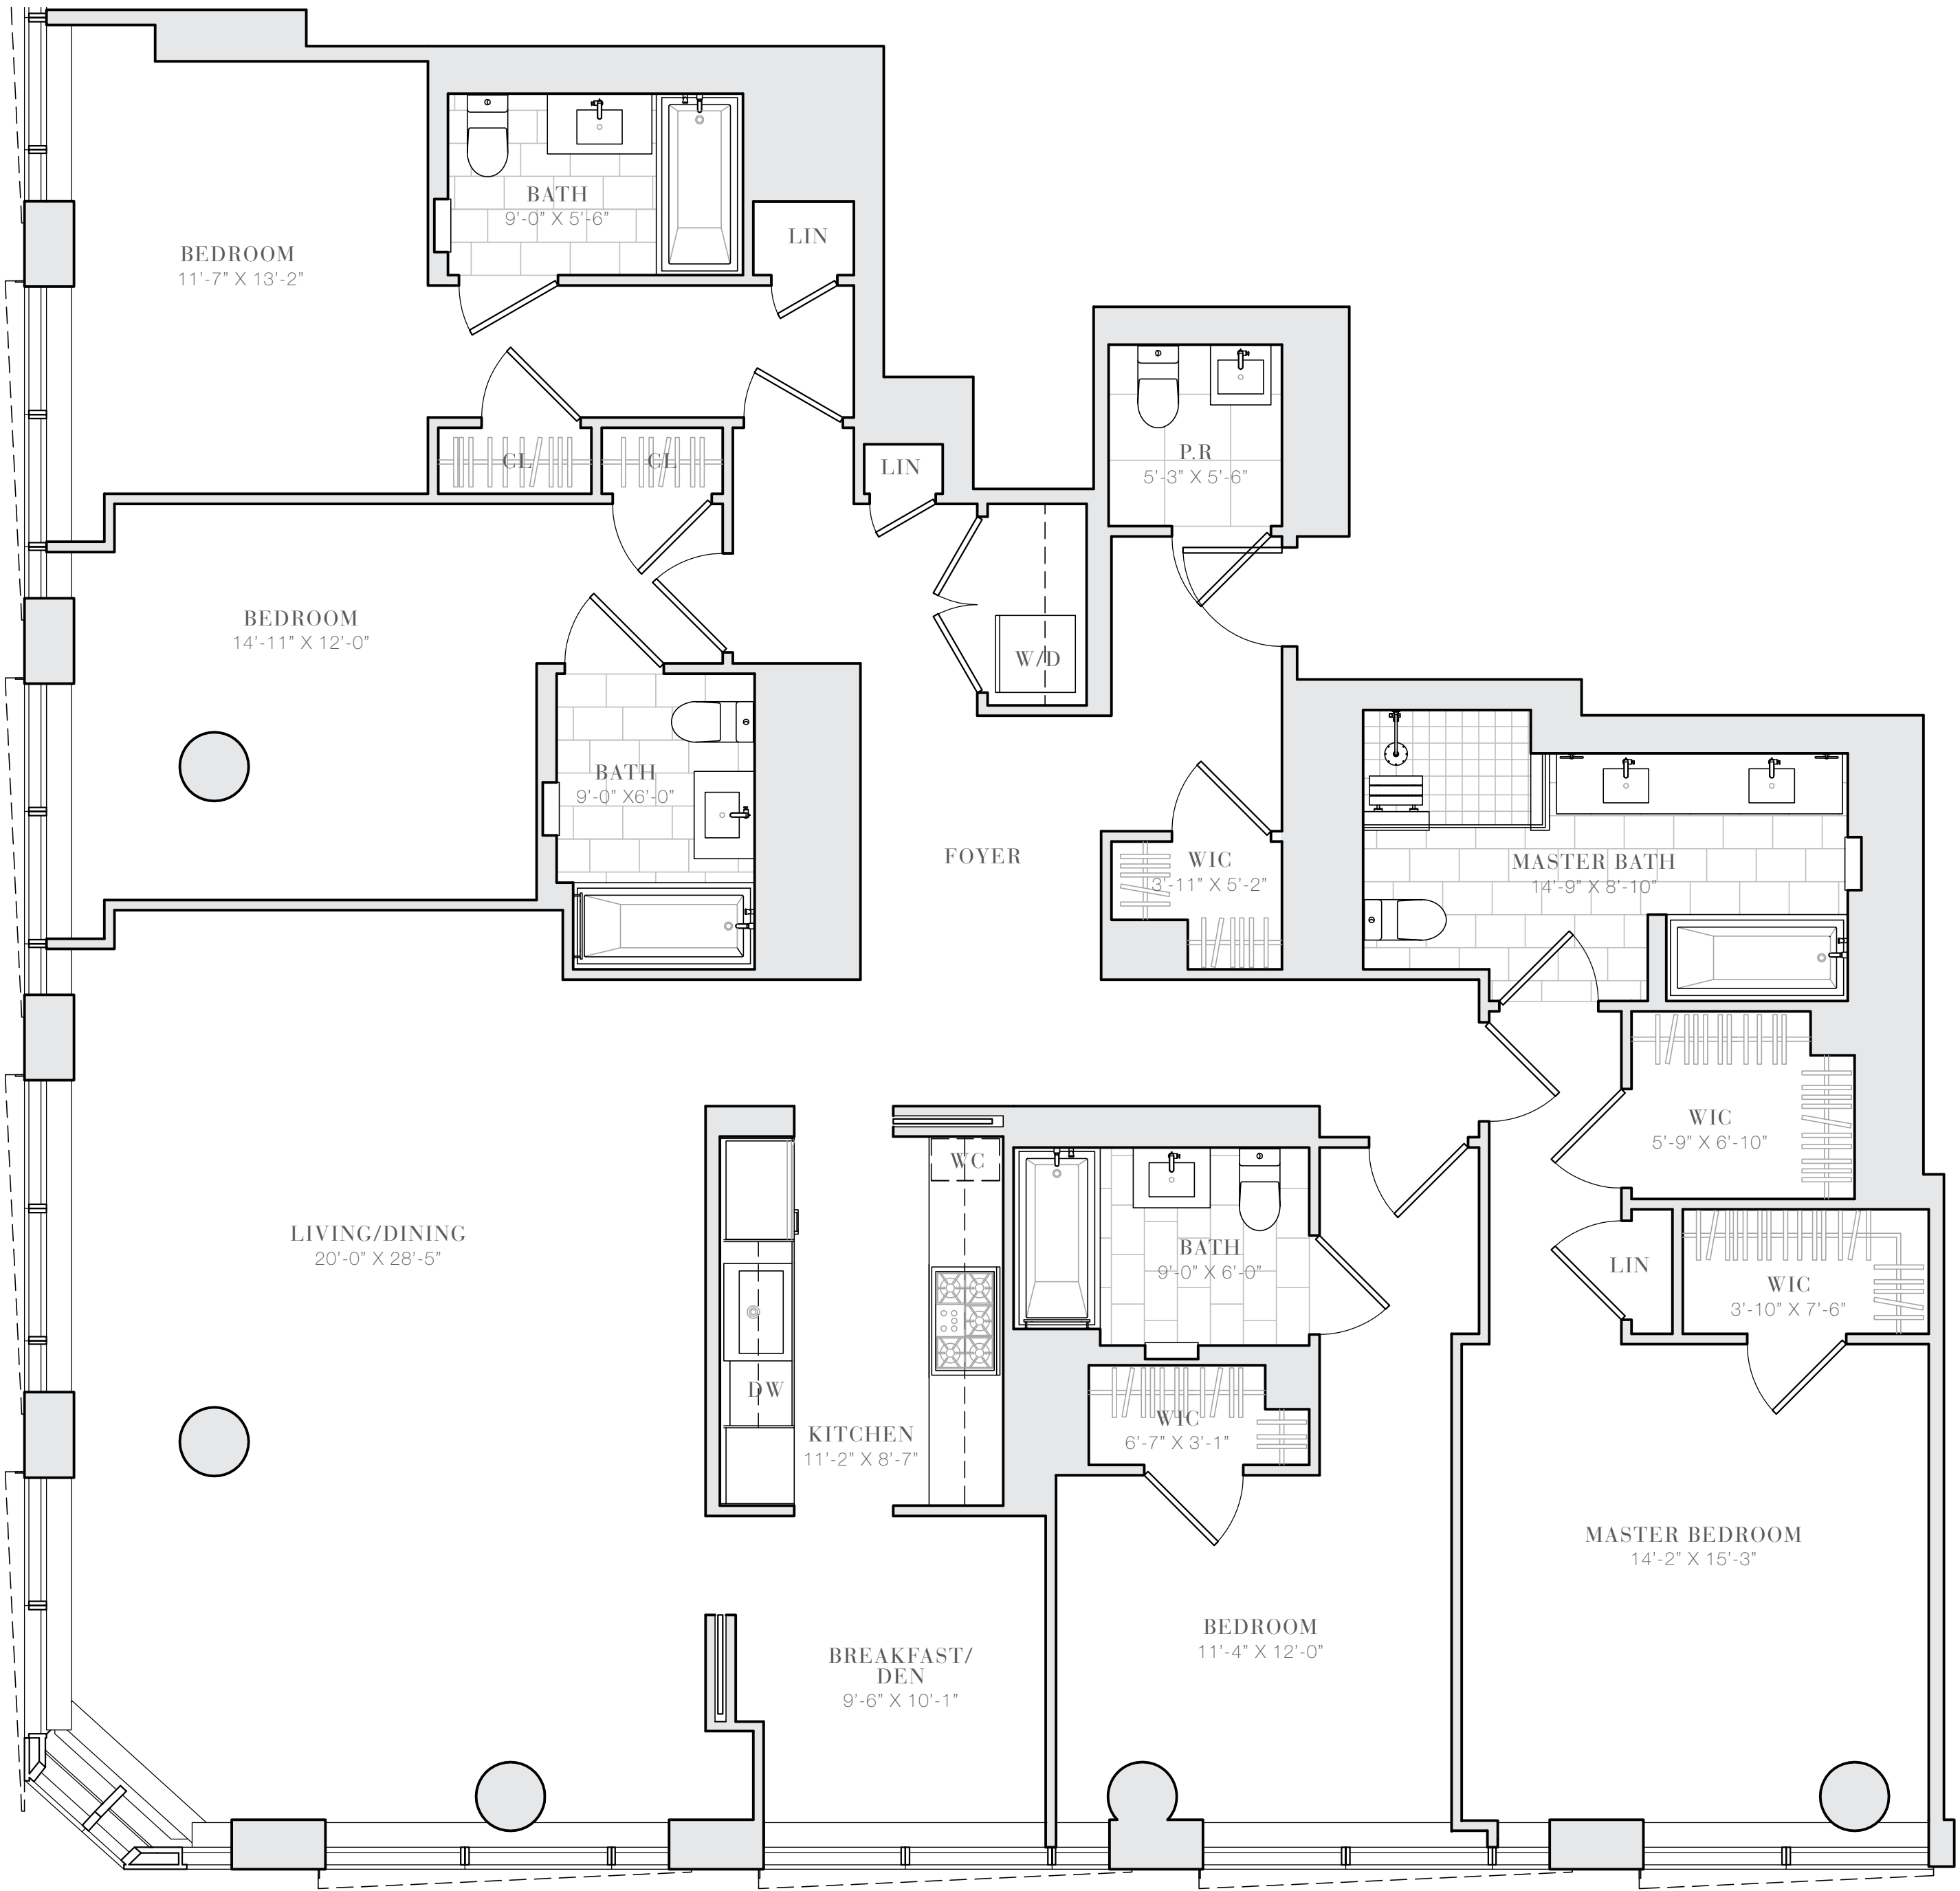 BATH
9'-0" X 5'-6"
LIN
BEDROOM
11'-7" X 13'-2"
CL
CL
LIN
P.R
5'-3" X 5'-6"
BEDROOM
14'-11" X 12'-0"
W/D
BATH
9'-0" X6'-0"
FOYER
WIC
3'-11" X 5'-2"
MASTER BATH
14'-9" X 8'-10"
WIC
5'-9" X 6'-10"
WC
LIVING/DINING
20'-0" X 28'-5"
BATH
9'-0" X 6'-0"
LIN
WIC
3'-10" X 7'-6"
DW
KITCHEN
11'-2" X 8'-7"
WIC
6'-7" X 3'-1"
MASTER BEDROOM
14'-2" X 15'-3"
BREAKFAST/
DEN
9'-6" X 10'-1"
BEDROOM
11'-4" X 12'-0"